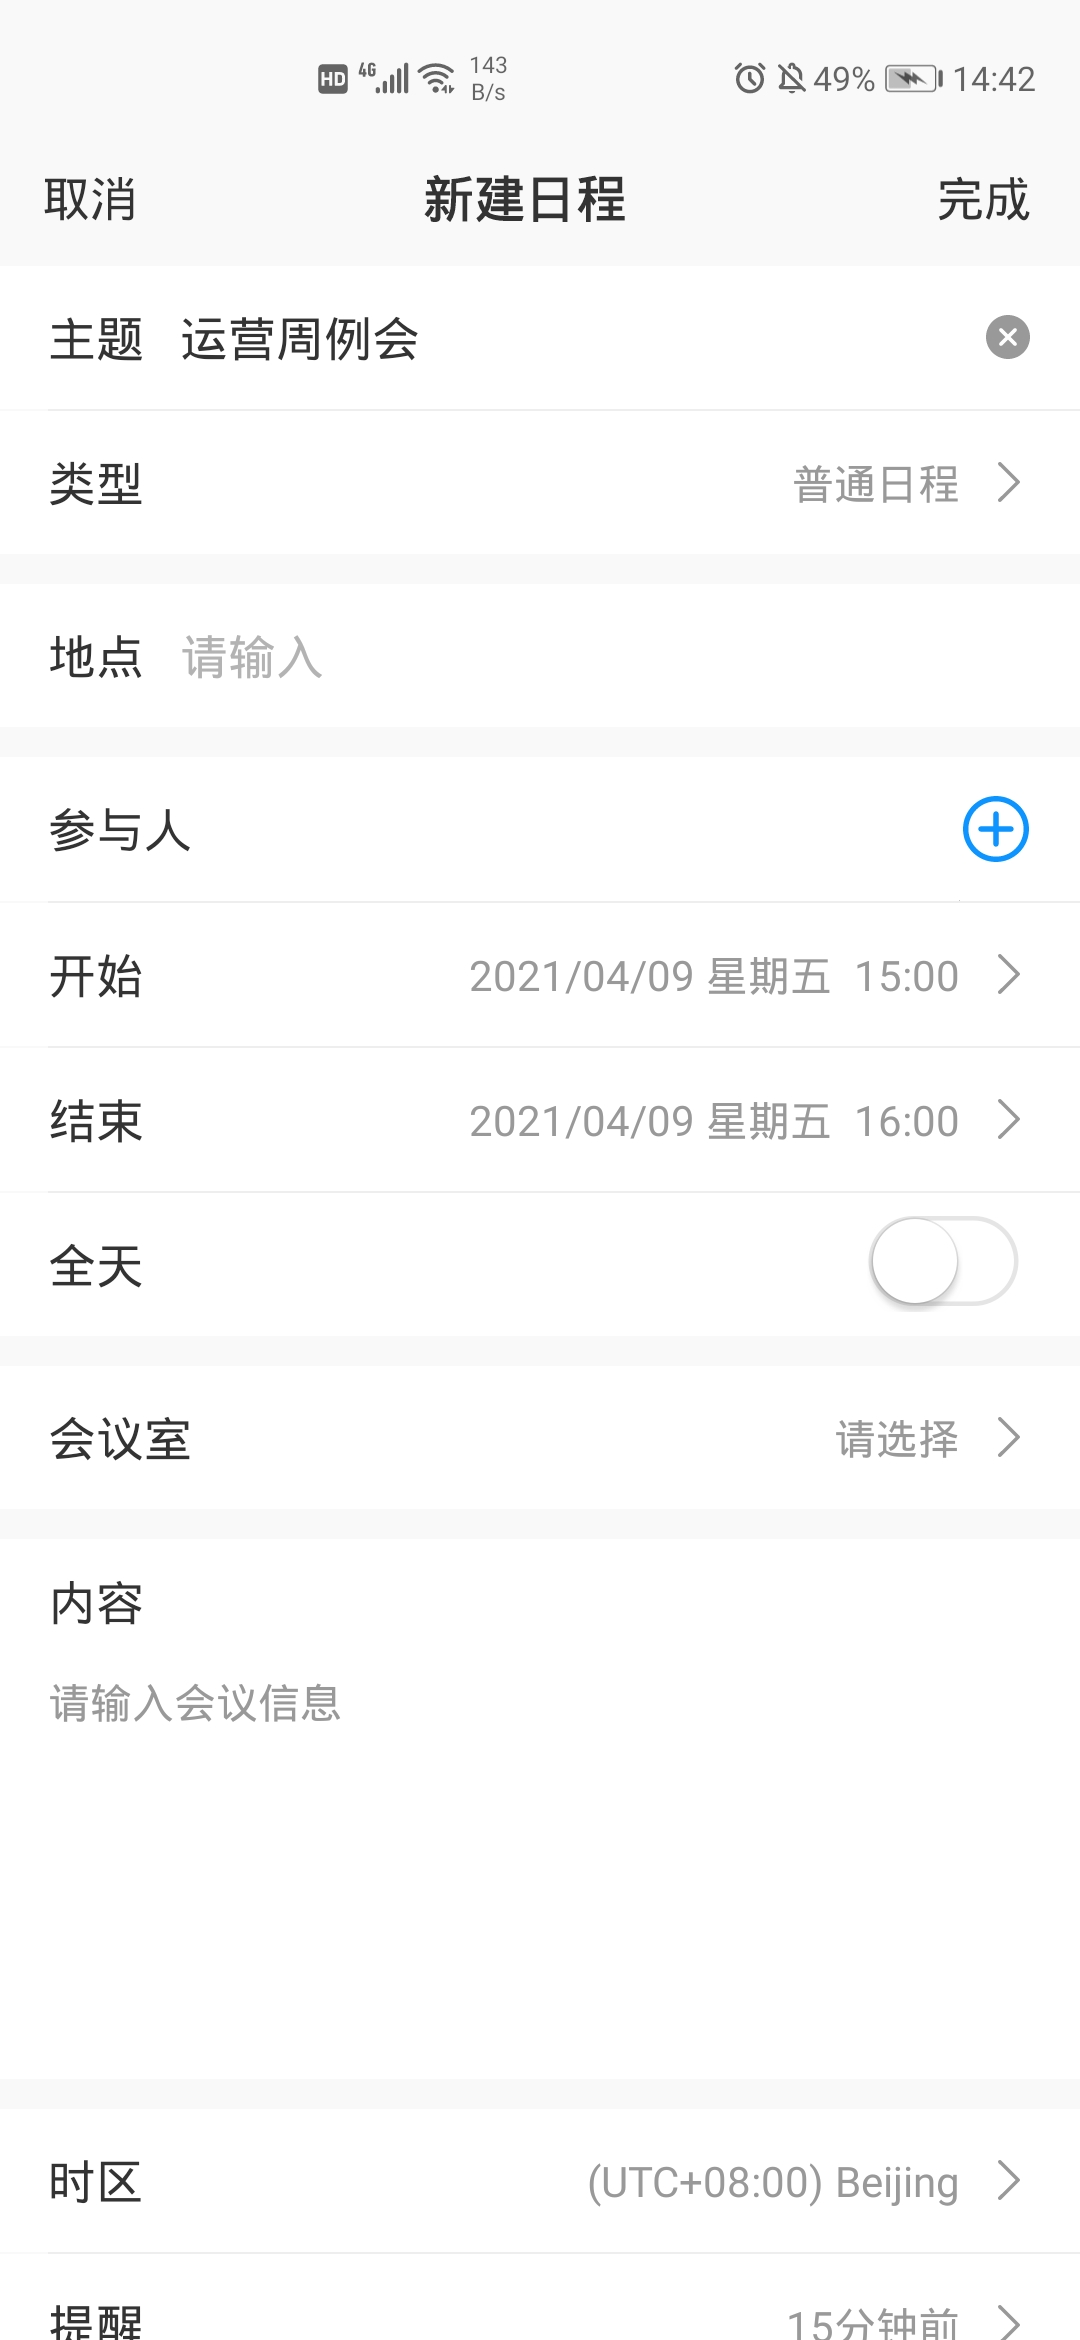 HD 4G 143 B/s 49% 14:42
取消 新建日程 完成
主题 运营周例会
类型 普通日程
地点 请输入
参与人
开始 2021/04/09 星期五 15:00
结束 2021/04/09 星期五 16:00
全天
会议室 请选择
内容
请输入会议信息
时区 (UTC+08:00) Beijing
提醒 15分钟前